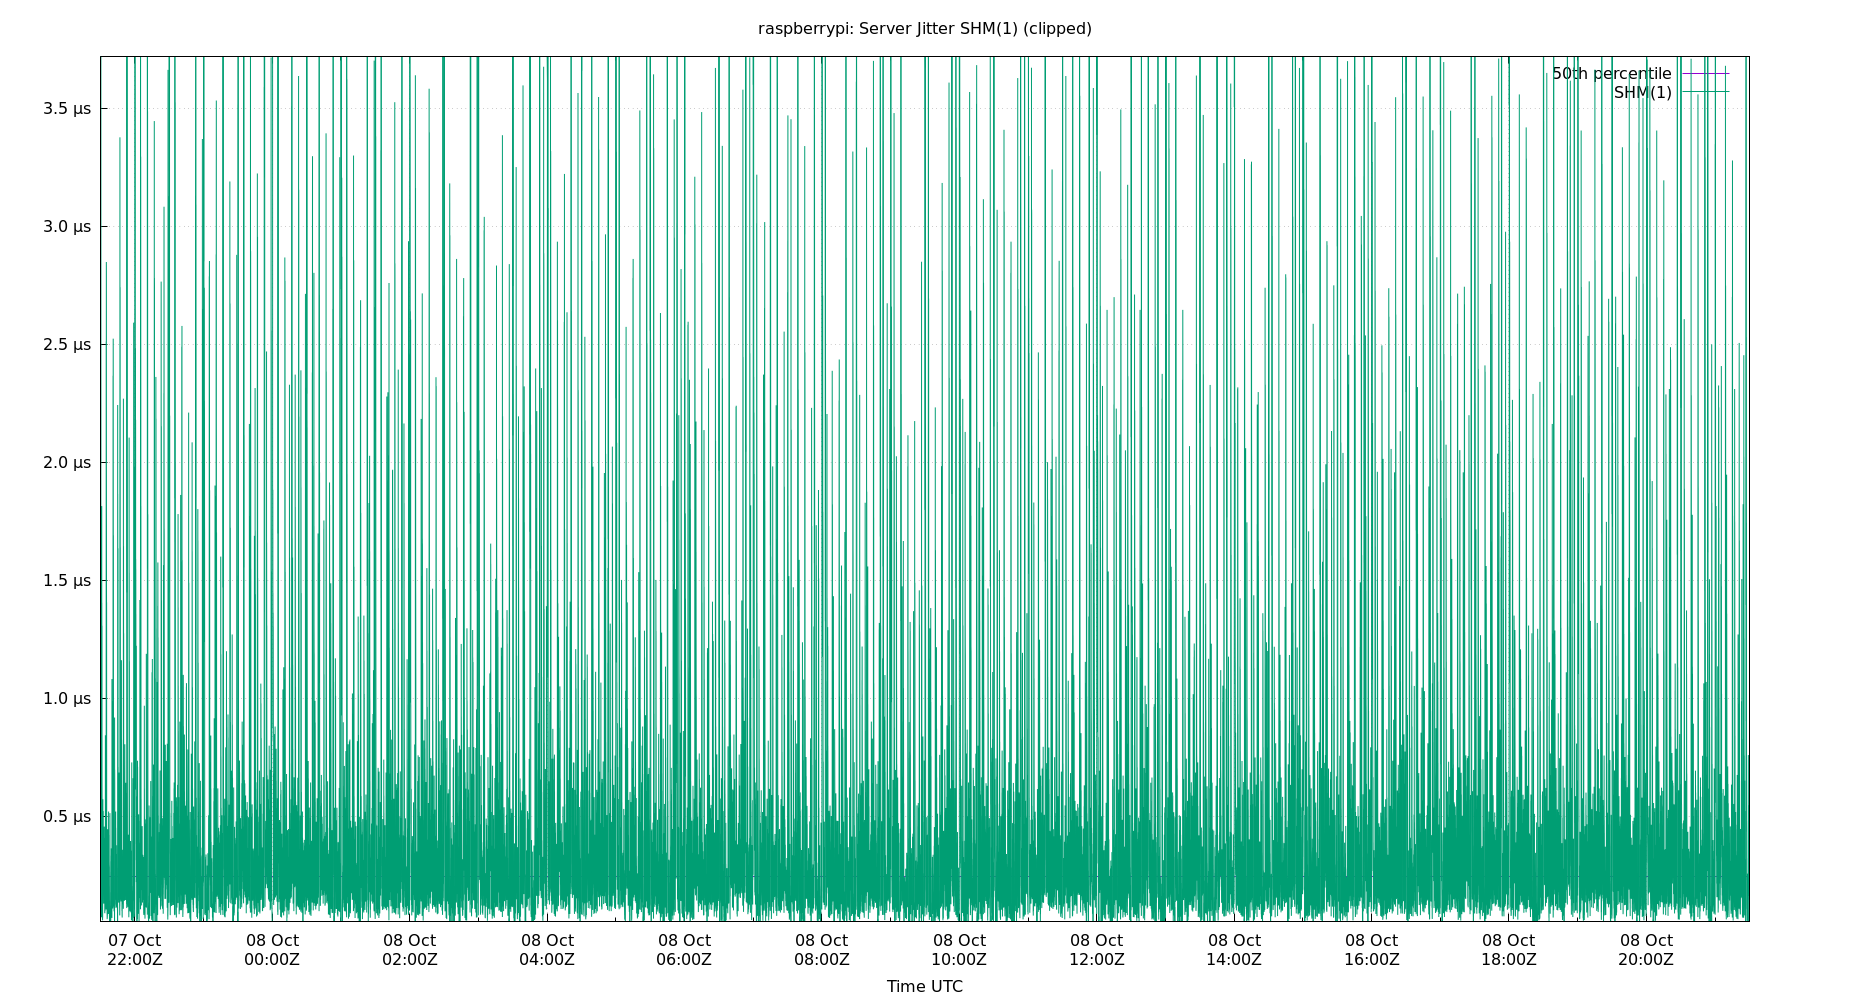 raspberrypi: Server Jitter SHM(1) (clipped)
50th percentile
SHM(1)
3.5 µs
3.0 µs
2.5 µs
2.0 µs
1.5 µs
1.0 µs
0.5 µs
07 Oct 08 Oct 08 Oct 08 Oct 08 Oct 08 Oct 08 Oct 08 Oct 08 Oct 08 Oct 08 Oct 08 Oct
22:00Z 00:00Z 02:00Z 04:00Z 06:00Z 08:00Z 10:00Z 12:00Z 14:00Z 16:00Z 18:00Z 20:00Z
Time UTC